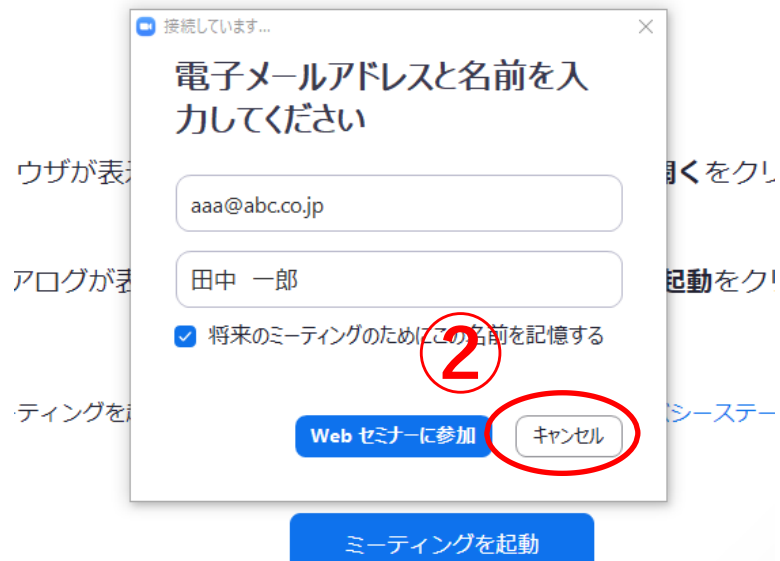 接続しています...
電子メールアドレスと名前を入
力してください
ウザが表
開くをクリ
aaa@abc.co.jp
アログが表
田中　一郎
起動をクリ
将来のミーティングのためにこの名前を記憶する
②
ーティングを起
Web セミナーに参加
キャンセル
シーステー
ミーティングを起動